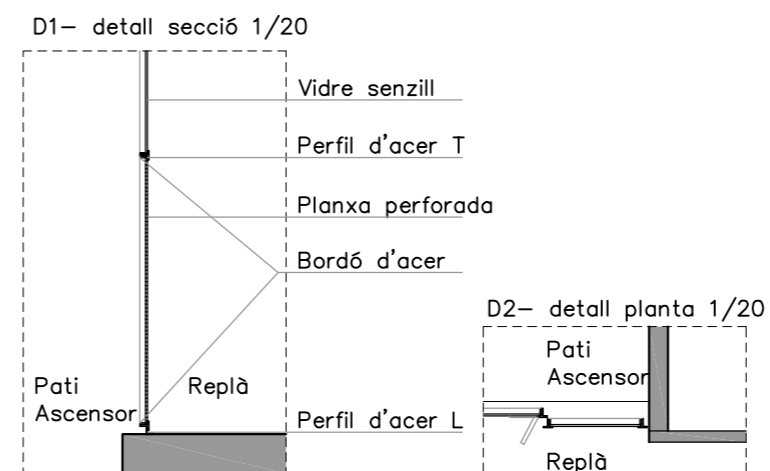 D1- detall secció 1/20
Vidre senzill
Perfil d'acer T
Planxa perforada
Bordó d'acer
Pati
Ascensor
Replà
Perfil d'acer L
D2- detall planta 1/20
Pati
Ascensor
Replà